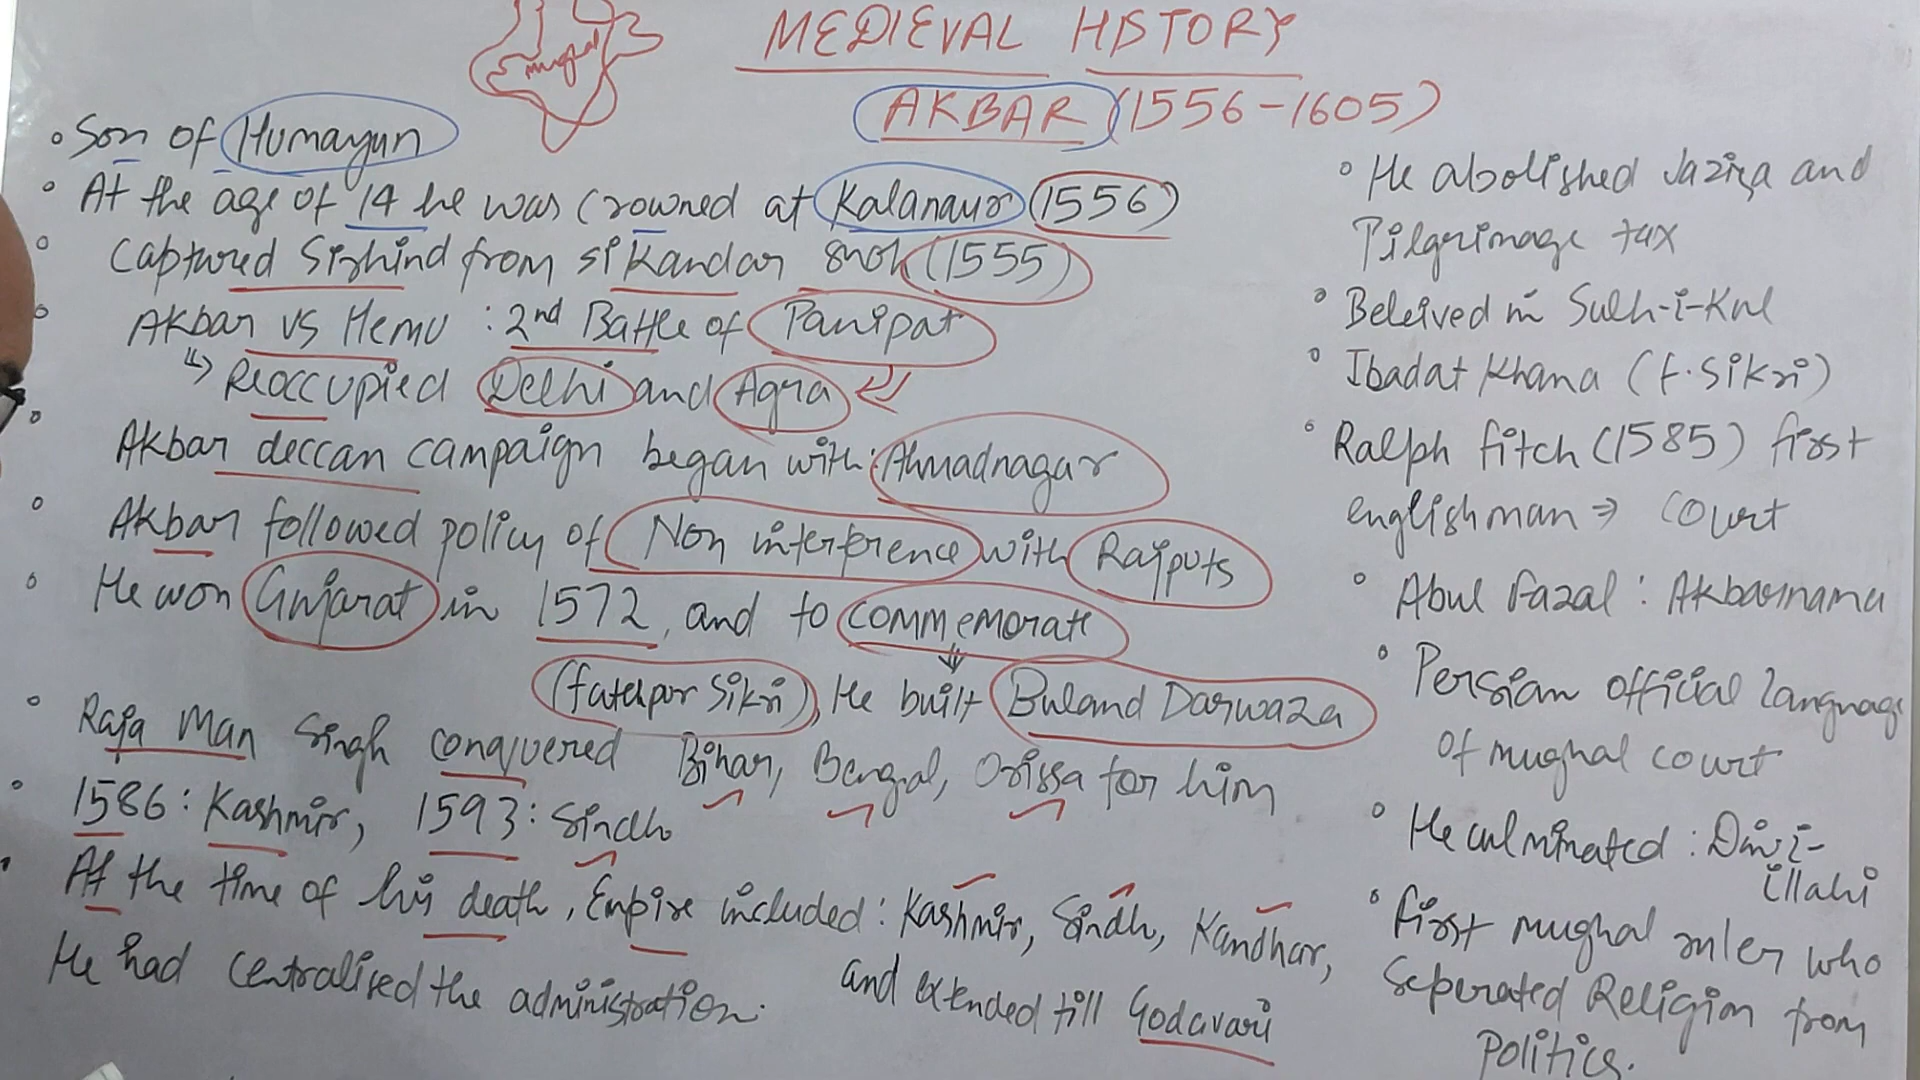 mughal
MEDIEVAL HISTORY
AKBAR (1556-1605)
• Son of Humayun
• At the age of 14 he was crowned at Kalanaur (1556)
• Captured Sirhind from Sikandar Shah (1555)
• Akbar vs Hemu : 2nd Battle of Panipat
↳ Reoccupied Delhi and Agra
• Akbar deccan campaign began with : Ahmadnagar
• Akbar followed policy of Non interference with Rajputs
• He won Gujarat in 1572, and to commemorate
(fatehpur Sikri), He built Buland Darwaza
• Raja Man Singh conquered Bihar, Bengal, Orissa for him
• 1586 : Kashmir, 1593 : Sindh
• At the time of his death, Empire included : Kashmir, Sindh, Kandhar,
and extended till Godavari
He had centralised the administration.
• He abolished Jaziya and
Pilgrimage tax
• Beleived in Sulh-i-Kul
• Ibadat Khana (f. Sikri)
• Ralph fitch (1585) first
englishman ⇒ court
• Abul Fazal : Akbarnama
• Persian official language
of mughal court
• He culminated : Din-i-
illahi
• first mughal ruler who
Seperated Religion from
Politics.